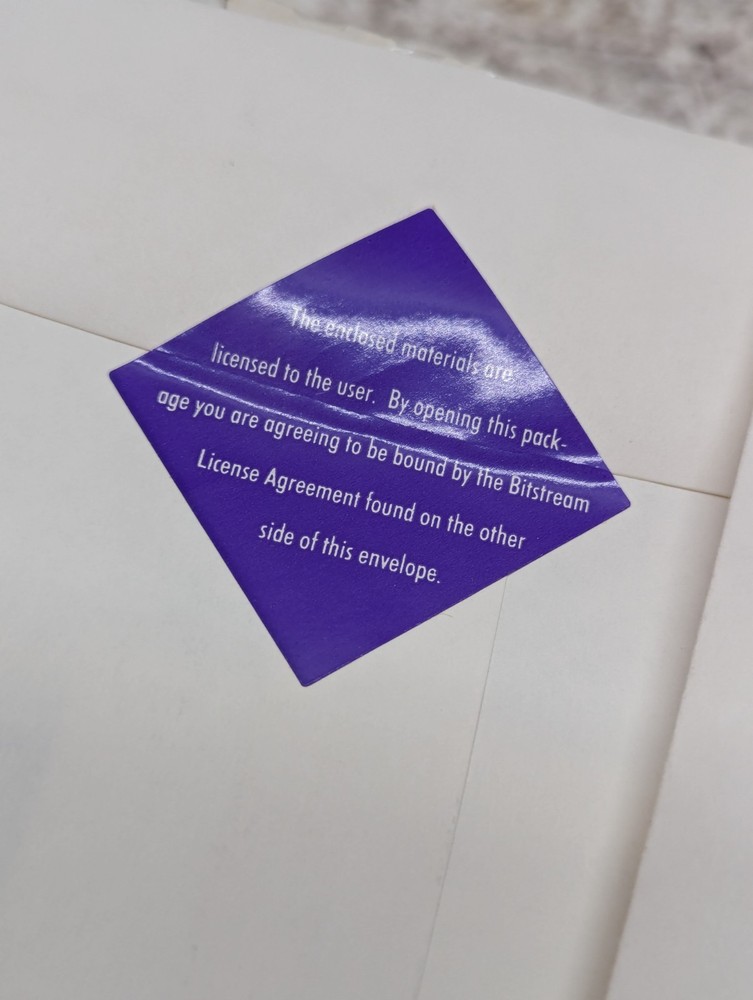 The enclosed materials are
licensed to the user.  By opening this pack-
age you are agreeing to be bound by the Bitstream
License Agreement found on the other
side of this envelope.